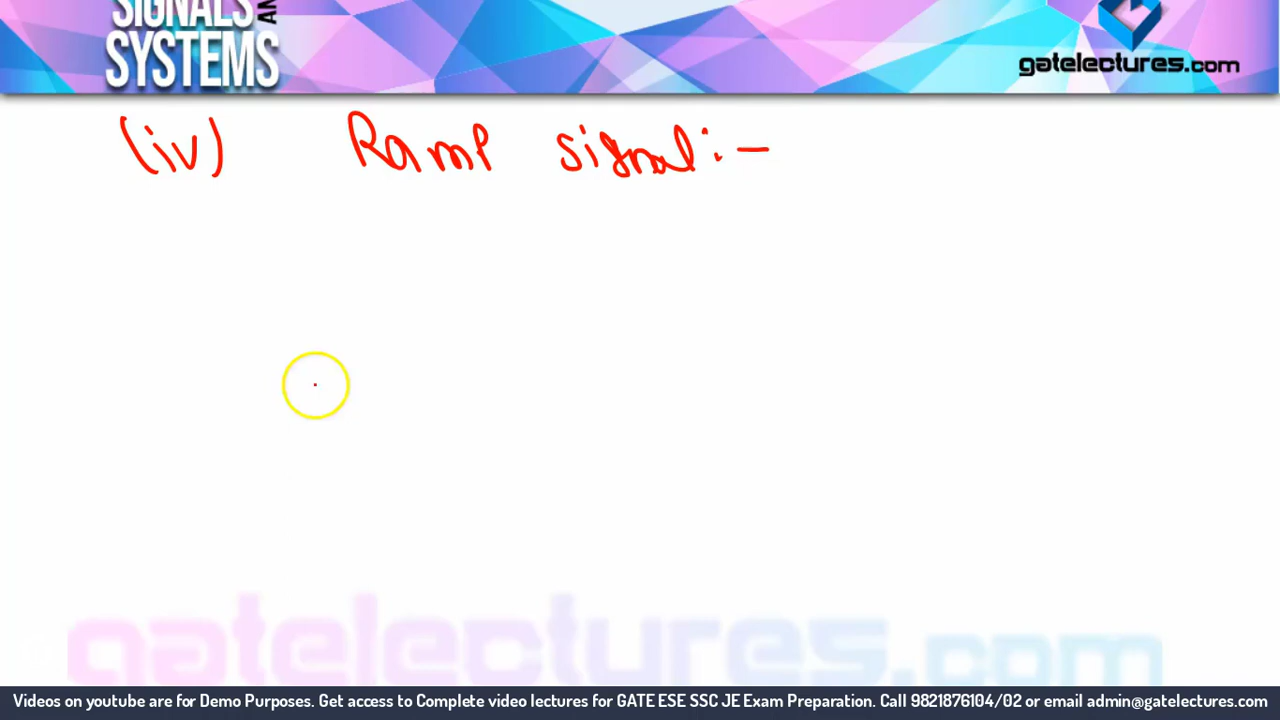 SIGNALS AND
SYSTEMS
gatelectures.com
(iv) Ramp signal:-
gatelectures.com
Videos on youtube are for Demo Purposes. Get access to Complete video lectures for GATE ESE SSC JE Exam Preparation. Call 9821876104/02 or email admin@gatelectures.com